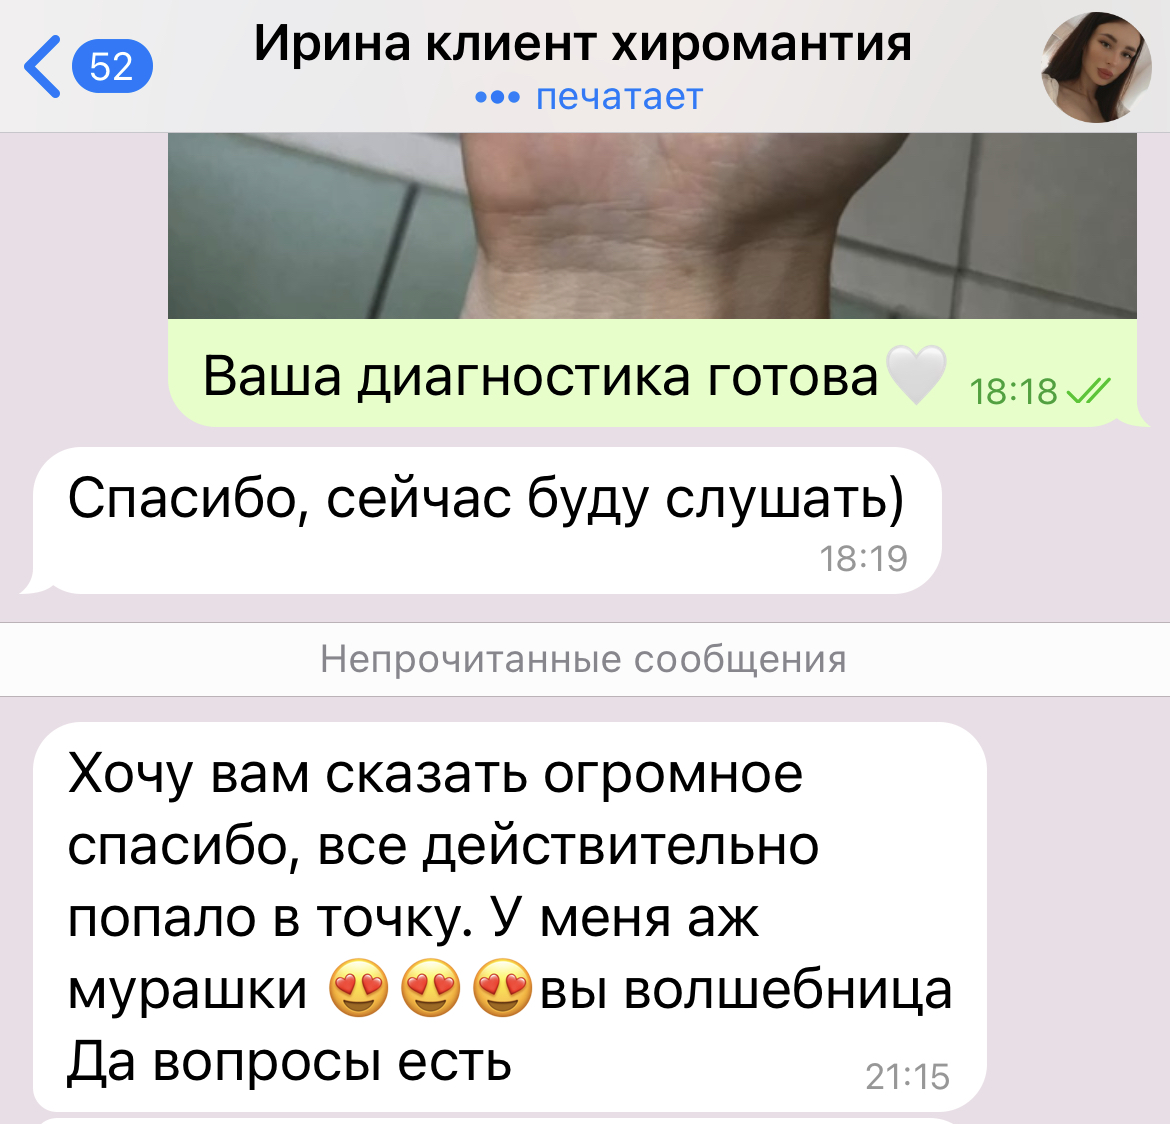 52
Ирина клиент хиромантия
печатает
Ваша диагностика готова🤍
18:18
Спасибо, сейчас буду слушать)
18:19
Непрочитанные сообщения
Хочу вам сказать огромное
спасибо, все действительно
попало в точку. У меня аж
мурашки 😍😍😍вы волшебница
Да вопросы есть
21:15